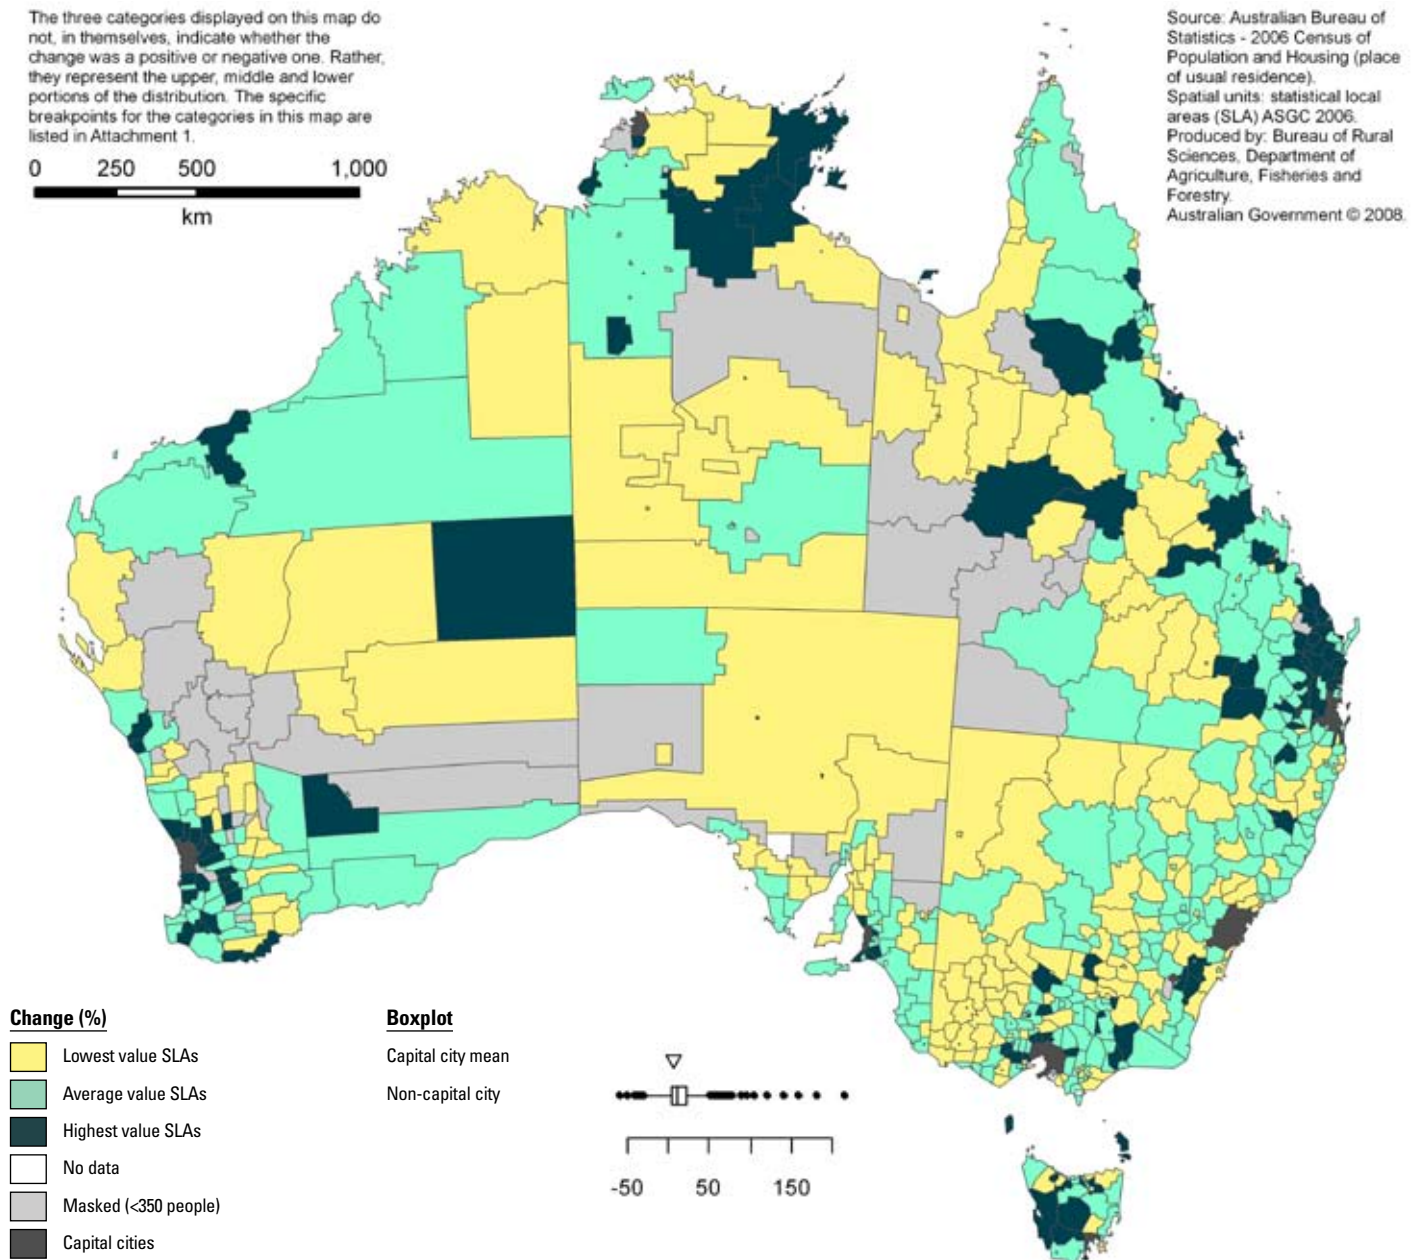 The three categories displayed on this map do
not, in themselves, indicate whether the
change was a positive or negative one. Rather,
they represent the upper, middle and lower
portions of the distribution. The specific
breakpoints for the categories in this map are
listed in Attachment 1.
0 250 500 1,000
km
Source: Australian Bureau of
Statistics - 2006 Census of
Population and Housing (place
of usual residence).
Spatial units: statistical local
areas (SLA) ASGC 2006.
Produced by: Bureau of Rural
Sciences, Department of
Agriculture, Fisheries and
Forestry.
Australian Government © 2008.
Change (%)
Lowest value SLAs
Average value SLAs
Highest value SLAs
No data
Masked (<350 people)
Capital cities
Boxplot
Capital city mean
Non-capital city
-50 50 150